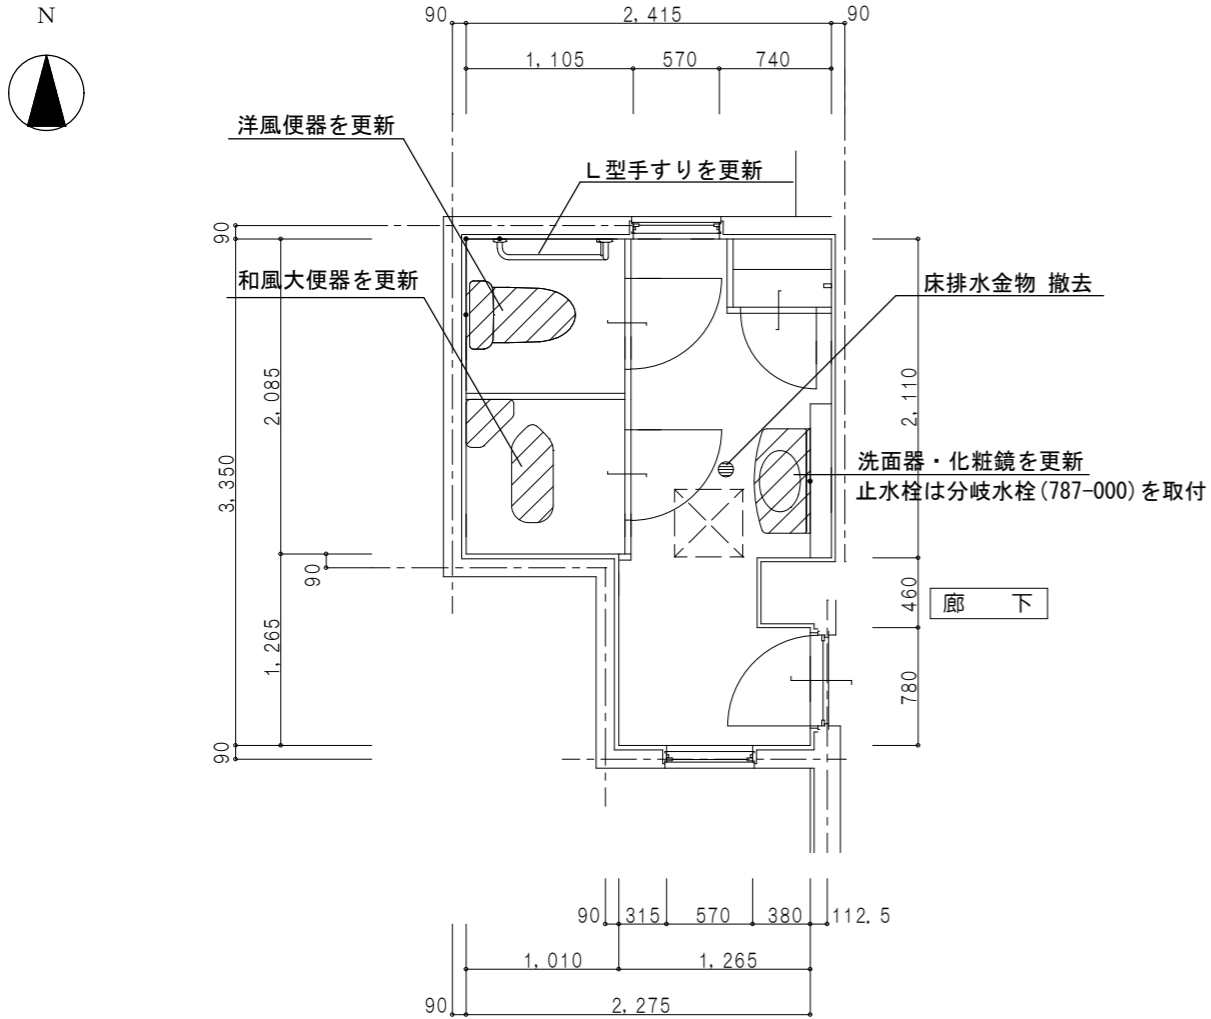 N
90 2,415 90
1,105 570 740
洋風便器を更新
L型手すりを更新
90
和風大便器を更新
床排水金物 撤去
2,085
2,110
3,350
洗面器・化粧鏡を更新
止水栓は分岐水栓(787-000)を取付
90
460
廊 下
1,265
780
90
90 315 570 380 112.5
1,010 1,265
90 2,275